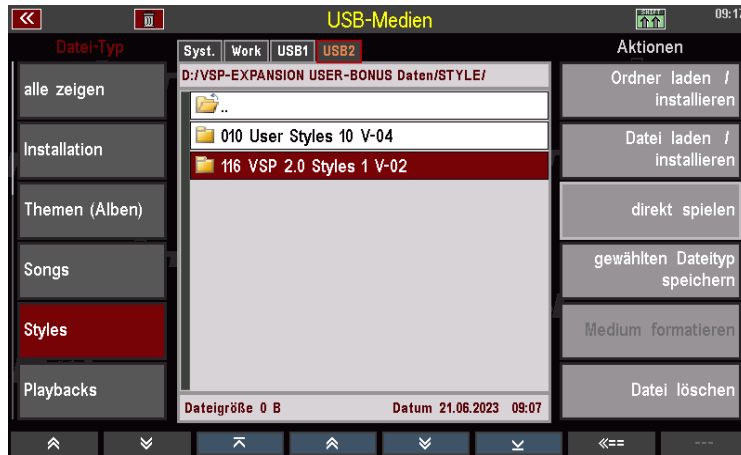 USB-Medien
SHIFT
09:17
Datei-Typ
Syst. Work USB1 USB2
Aktionen
D:/VSP-EXPANSION USER-BONUS Daten/STYLE/
alle zeigen
..
Ordner laden /
installieren
010 User Styles 10 V-04
Installation
116 VSP 2.0 Styles 1 V-02
Datei laden /
installieren
Themen (Alben)
direkt spielen
Songs
gewählten Dateityp
speichern
Styles
Medium formatieren
Playbacks
Datei löschen
Dateigröße 0 B Datum 21.06.2023 09:07
«==
---